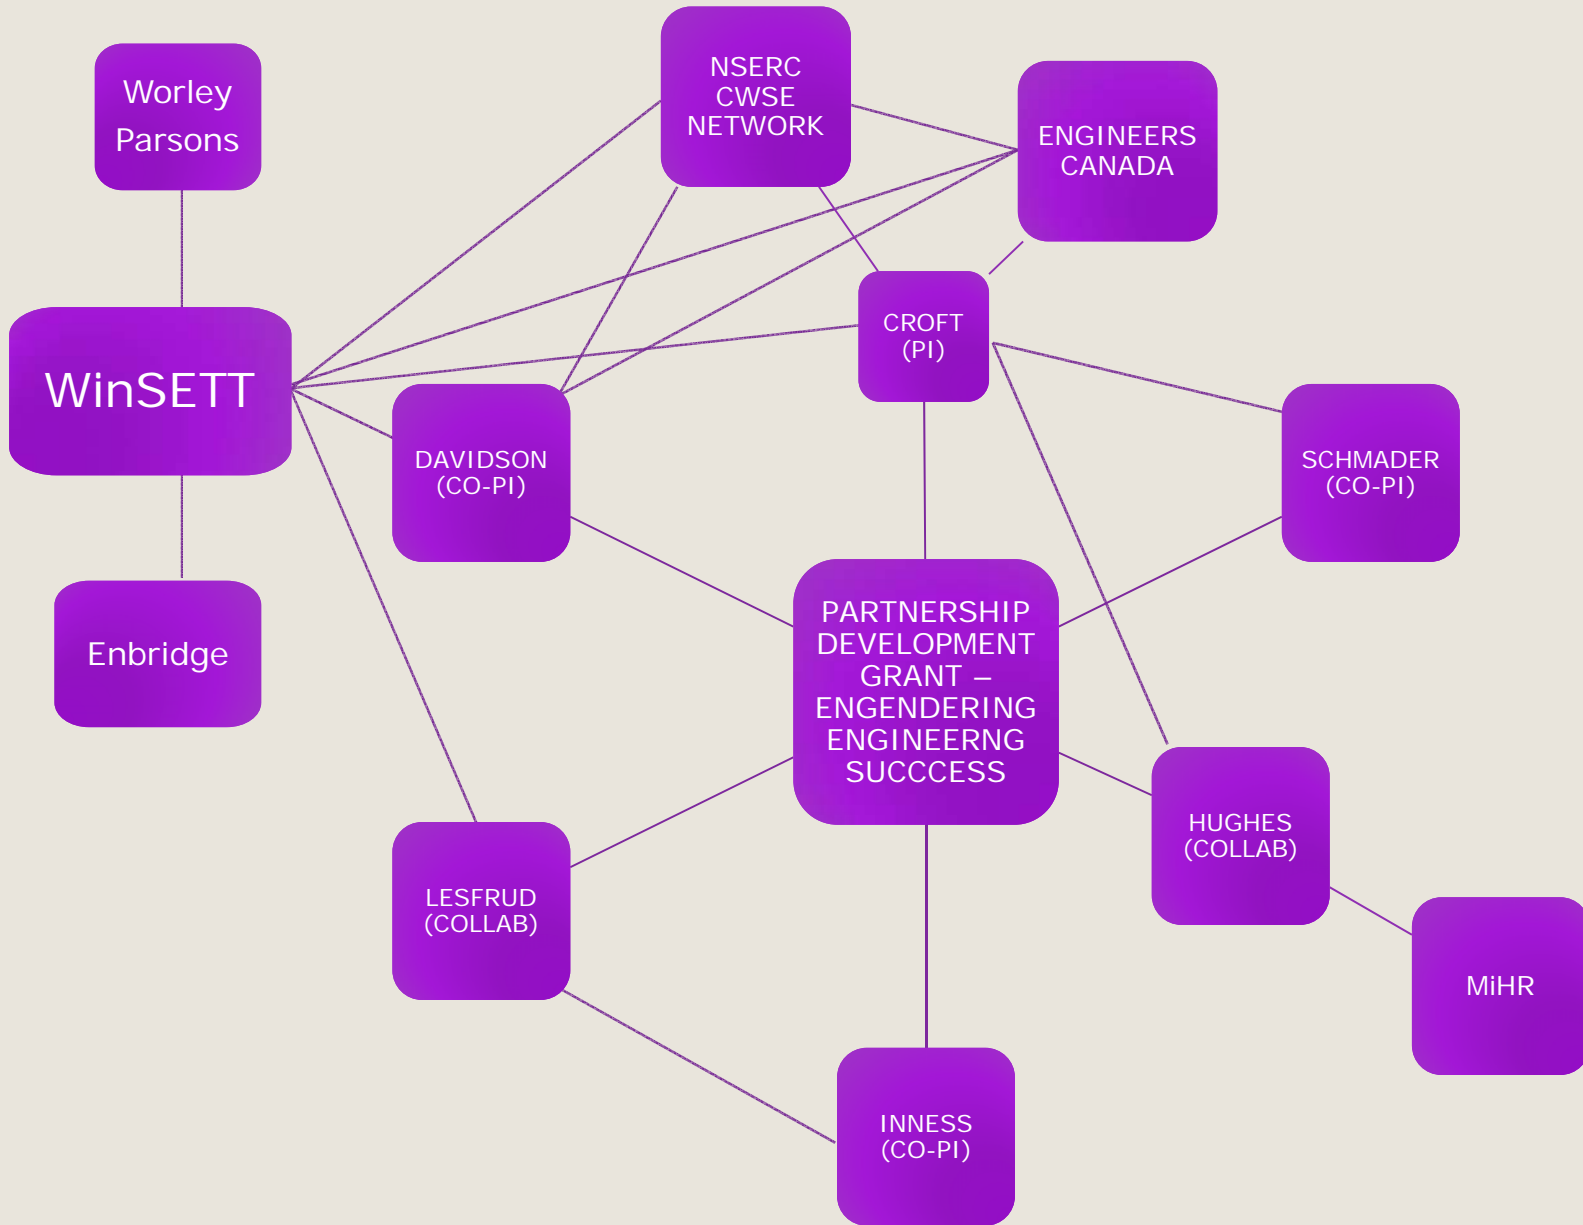 Worley
Parsons
NSERC
CWSE
NETWORK
ENGINEERS
CANADA
CROFT
(PI)
WinSETT
DAVIDSON
(CO-PI)
SCHMADER
(CO-PI)
Enbridge
PARTNERSHIP
DEVELOPMENT
GRANT –
ENGENDERING
ENGINEERNG
SUCCCESS
HUGHES
(COLLAB)
LESFRUD
(COLLAB)
MiHR
INNESS
(CO-PI)